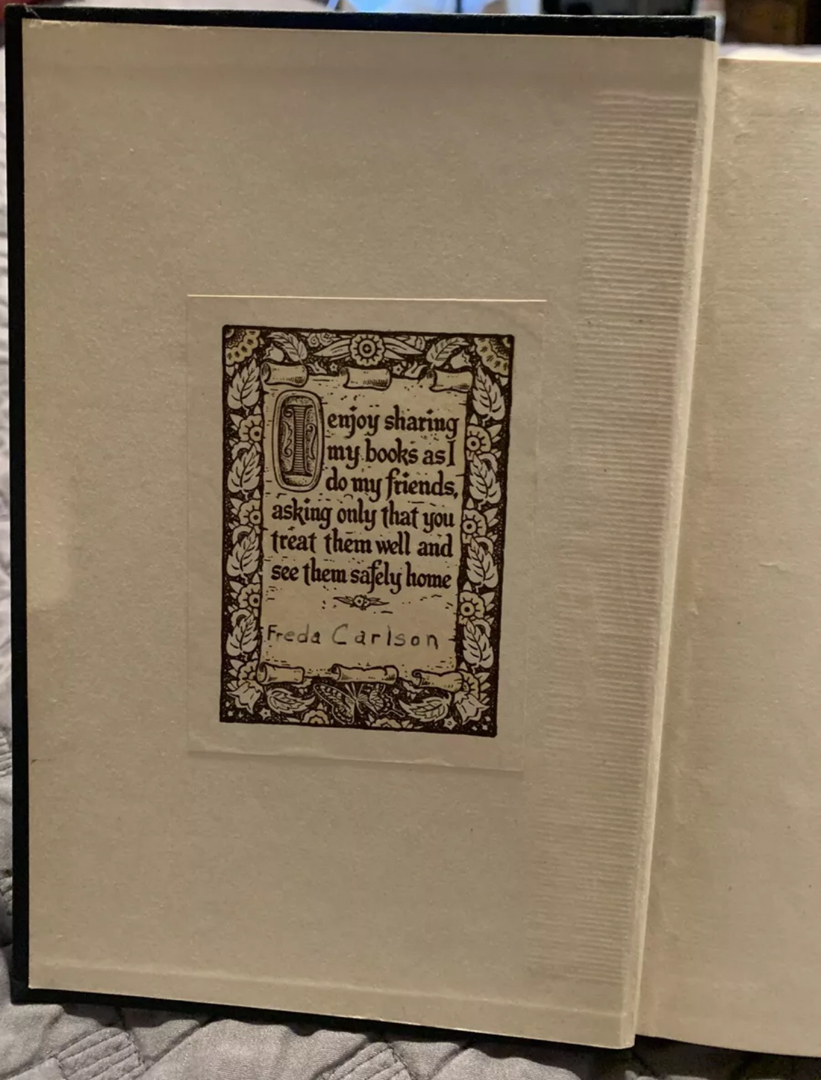 I enjoy sharing
my books as I
do my friends,
asking only that you
treat them well and
see them safely home
Freda Carlson